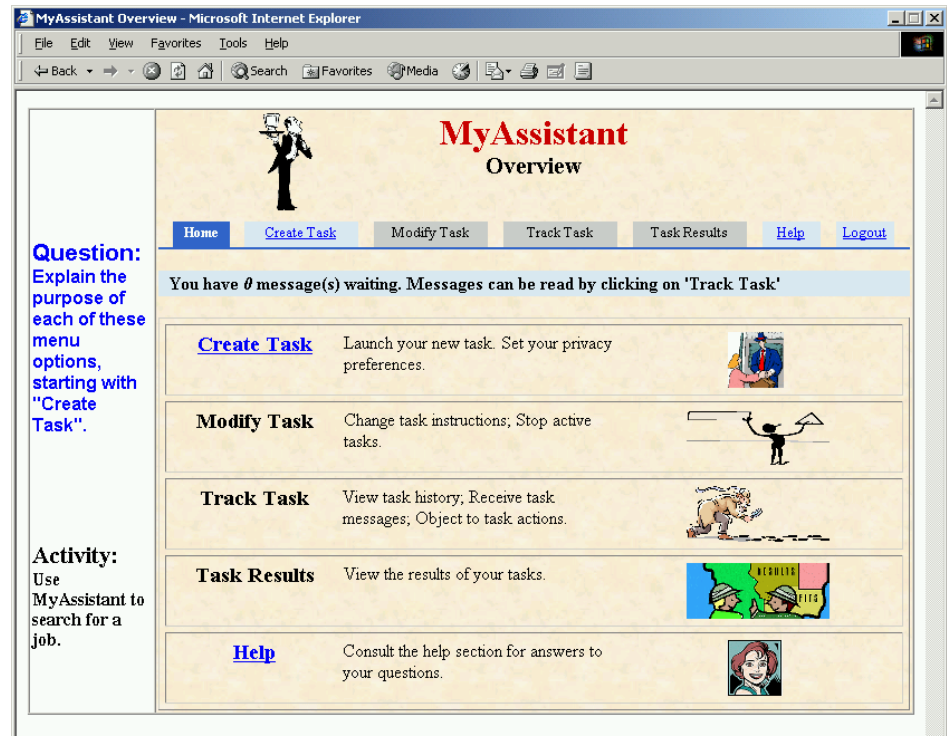 MyAssistant Overview - Microsoft Internet Explorer
File Edit View Favorites Tools Help
Back Search Favorites Media
MyAssistant
Overview
Home Create Task Modify Task Track Task Task Results Help Logout
You have 0 message(s) waiting. Messages can be read by clicking on 'Track Task'
Question:
Explain the
purpose of
each of these
menu
options,
starting with
"Create
Task".
Activity:
Use
MyAssistant to
search for a
job.
Create Task
Launch your new task. Set your privacy
preferences.
Modify Task
Change task instructions; Stop active
tasks.
Track Task
View task history; Receive task
messages; Object to task actions.
Task Results
View the results of your tasks.
RESULTS
Help
Consult the help section for answers to
your questions.